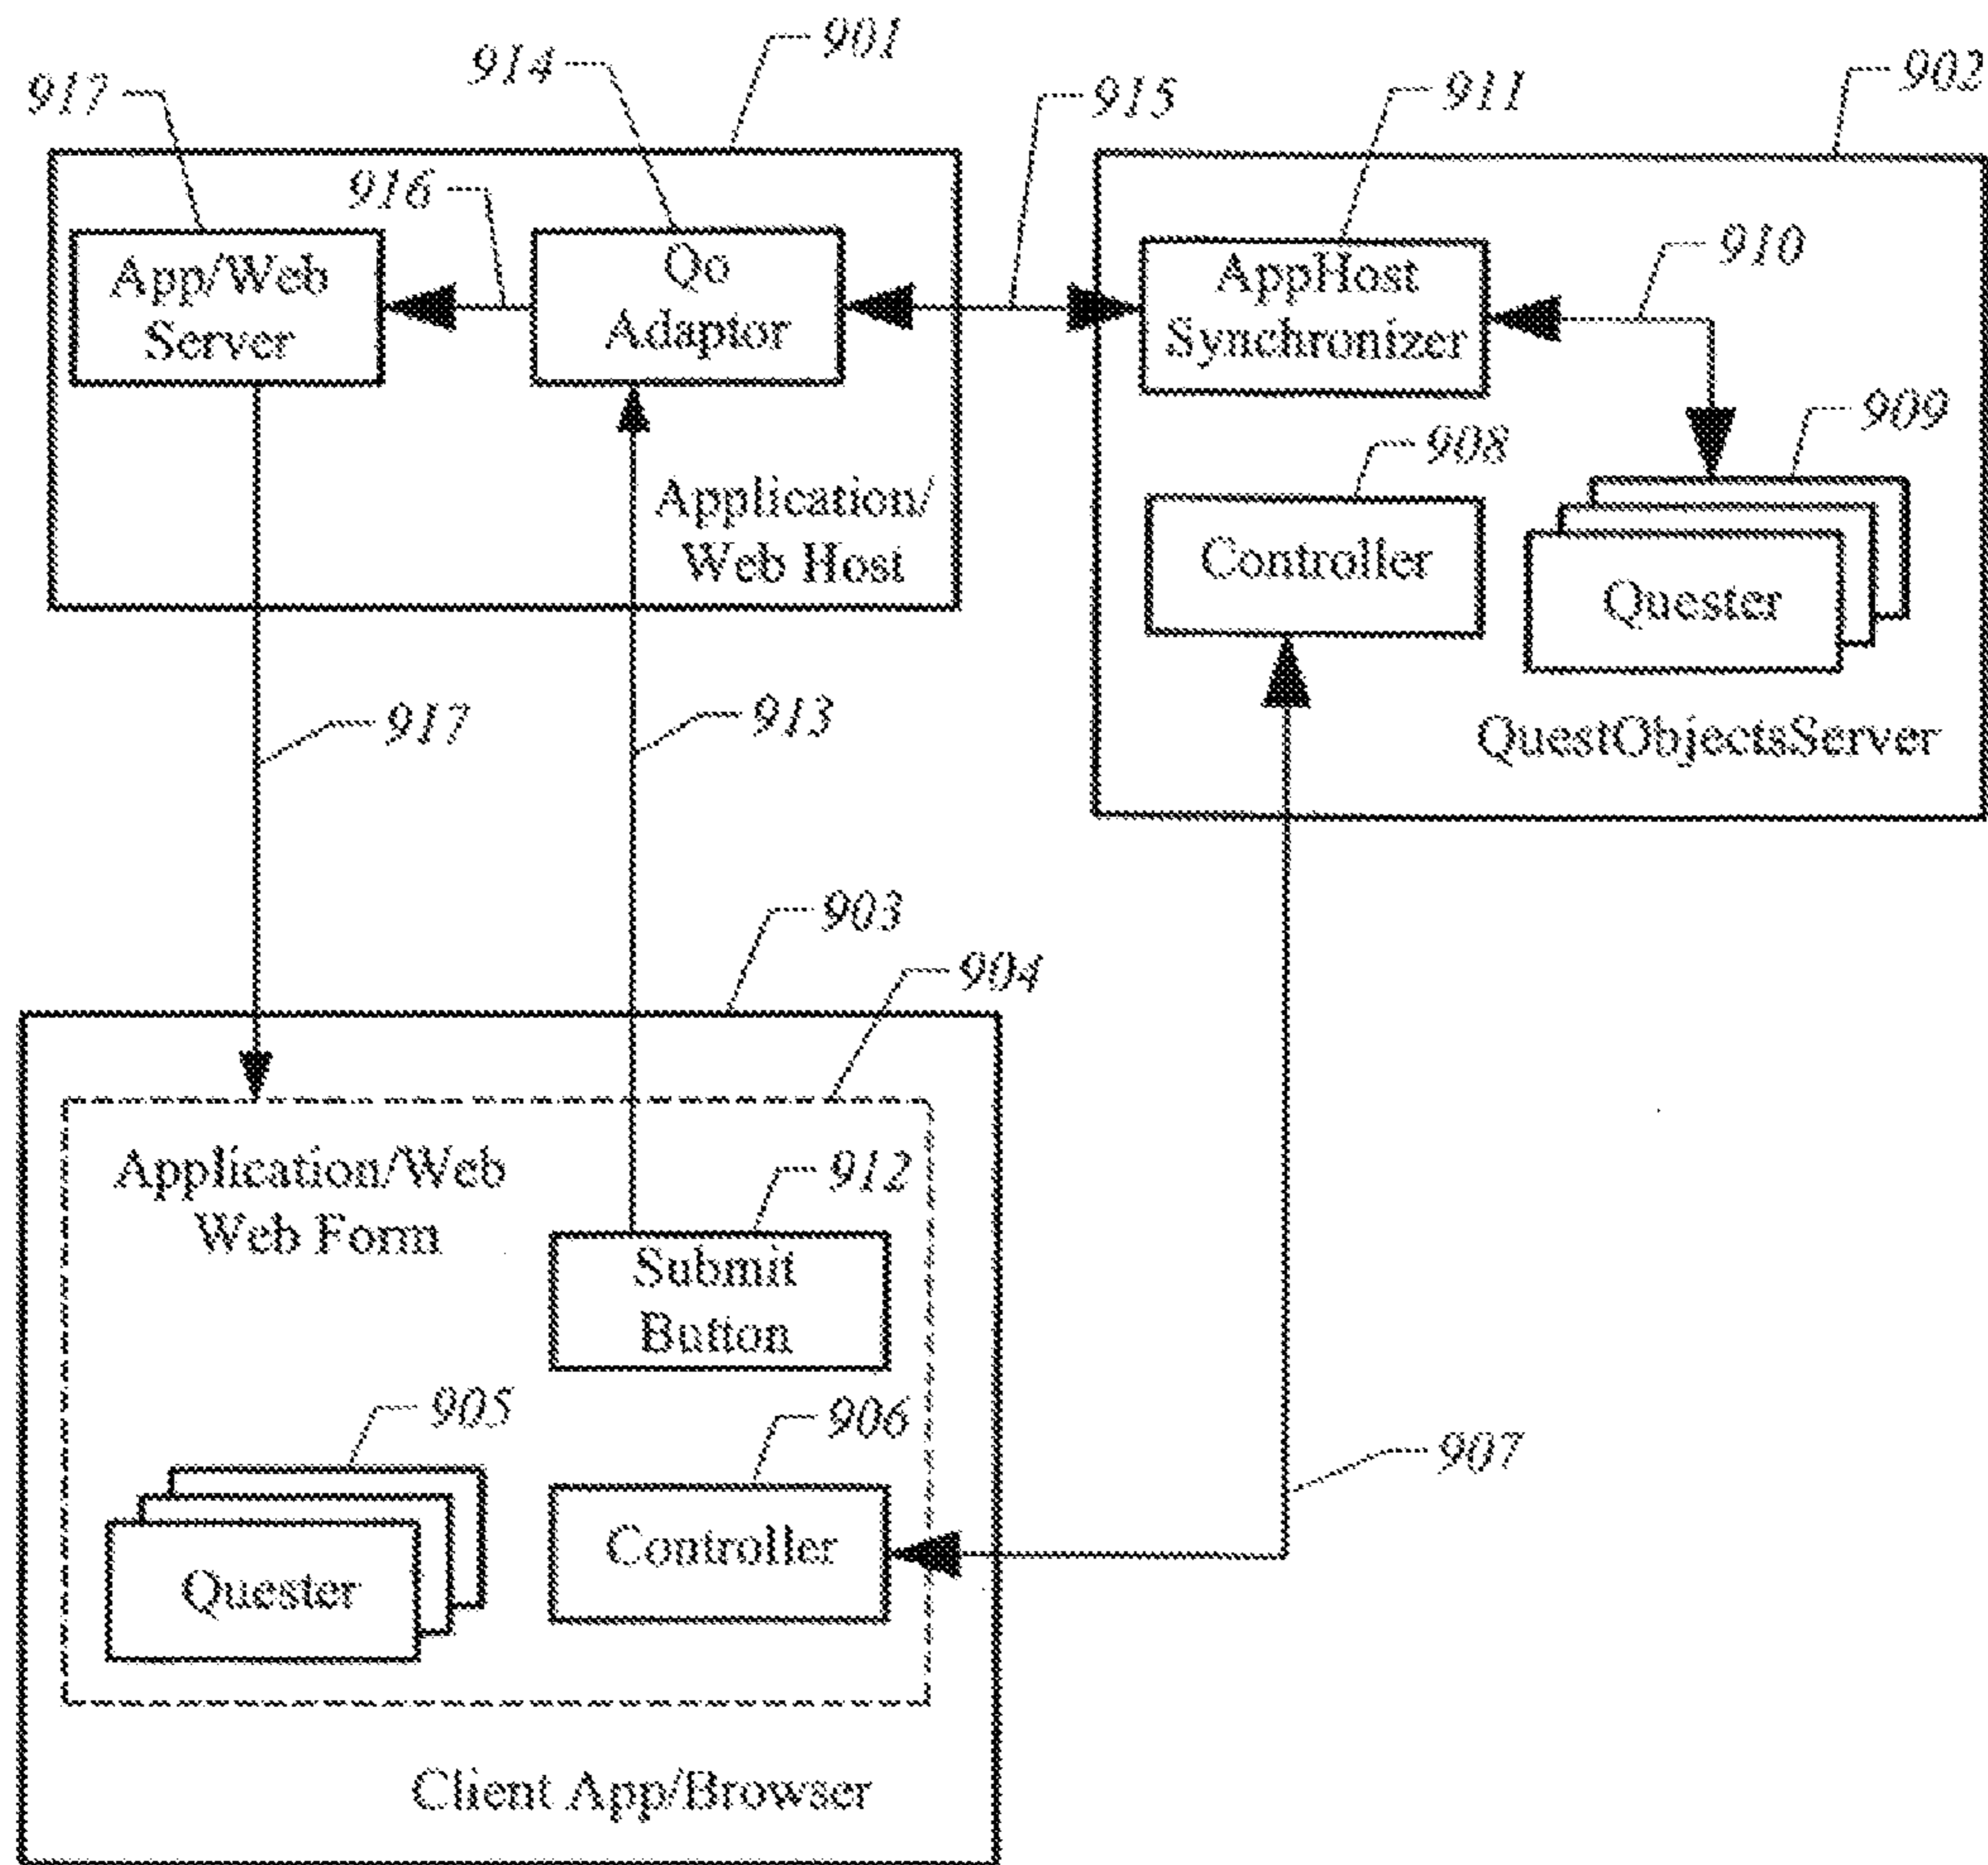 901
914
917
915
911
902
916
910
App/Web
Server
Qo
Adaptor
AppHost
Synchronizer
909
908
Application/
Web Host
Controller
Quester
917
913
QuestObjectsServer
903
904
Application/Web
Web Form
912
Submit
Button
905
906
907
Controller
Quester
Client App/Browser